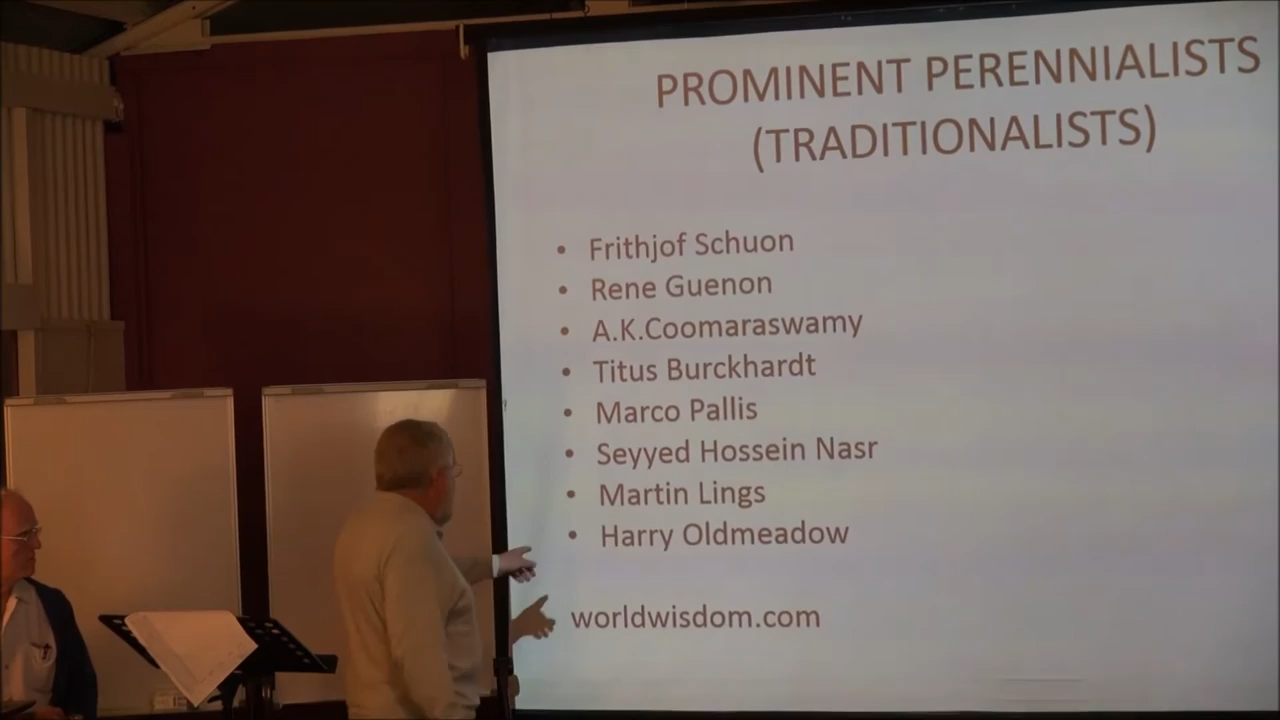 PROMINENT PERENNIALISTS
(TRADITIONALISTS)
• Frithjof Schuon
• Rene Guenon
• A.K.Coomaraswamy
• Titus Burckhardt
• Marco Pallis
• Seyyed Hossein Nasr
• Martin Lings
• Harry Oldmeadow
worldwisdom.com